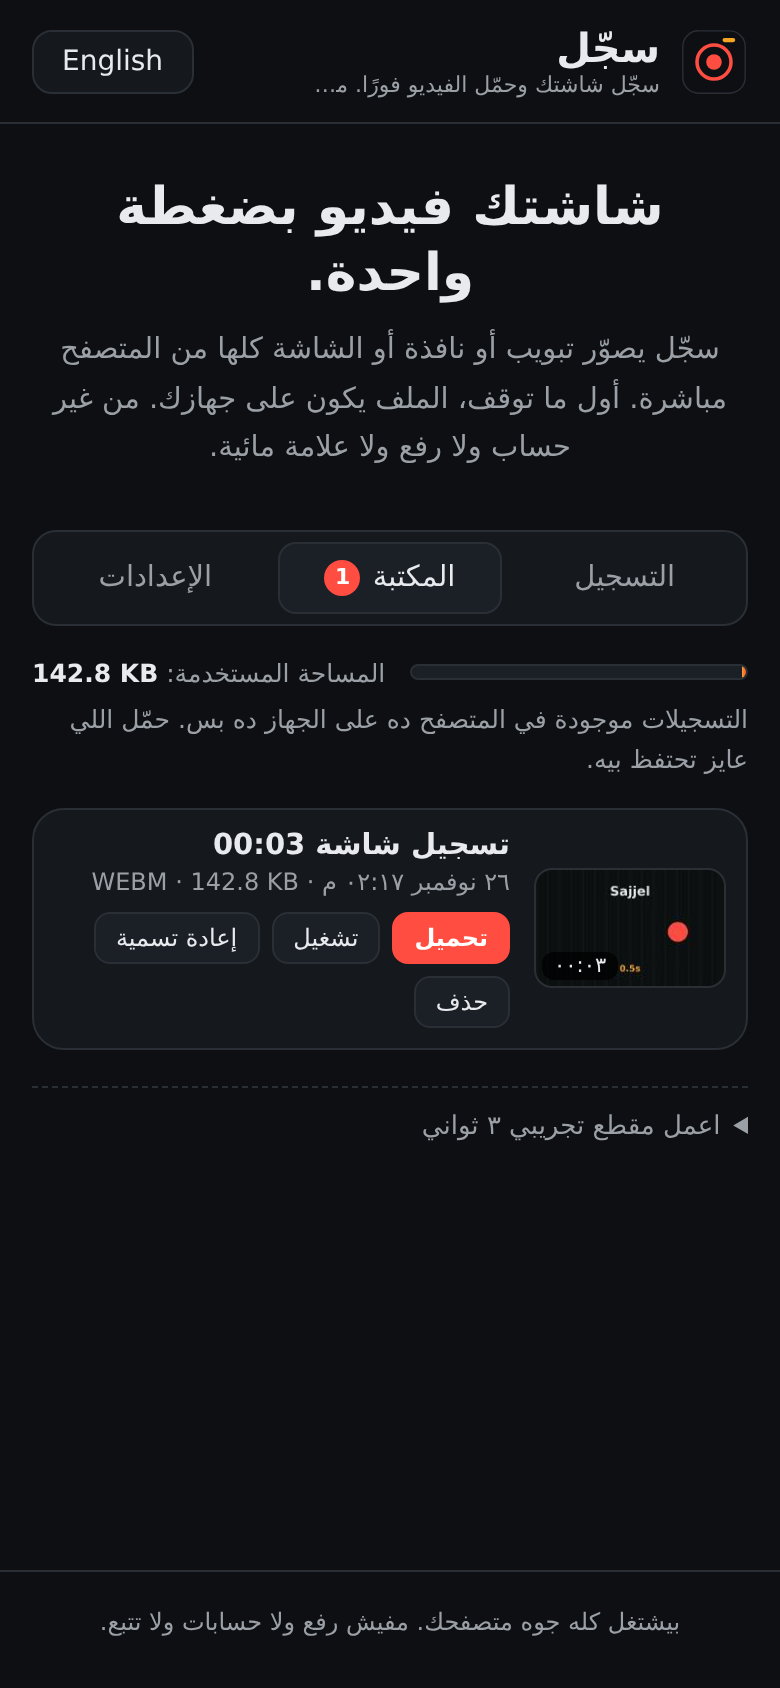 سجّل
سجّل شاشتك وحمّل الفيديو فورًا. مـ...
English
شاشتك فيديو بضغطة
واحدة.
سجّل يصوّر تبويب أو نافذة أو الشاشة كلها من المتصفح
مباشرة. أول ما توقف، الملف يكون على جهازك. من غير
حساب ولا رفع ولا علامة مائية.
التسجيل
المكتبة 1
الإعدادات
المساحة المستخدمة: 142.8 KB
التسجيلات موجودة في المتصفح ده على الجهاز ده بس. حمّل اللي
عايز تحتفظ بيه.
Sajjel
0.5s
٠٠:٠٣
تسجيل شاشة 00:03
٢٦ نوفمبر ٠٢:١٧ م · WEBM · 142.8 KB
تحميل
تشغيل
إعادة تسمية
حذف
اعمل مقطع تجريبي ٣ ثواني
بيشتغل كله جوه متصفحك. مفيش رفع ولا حسابات ولا تتبع.